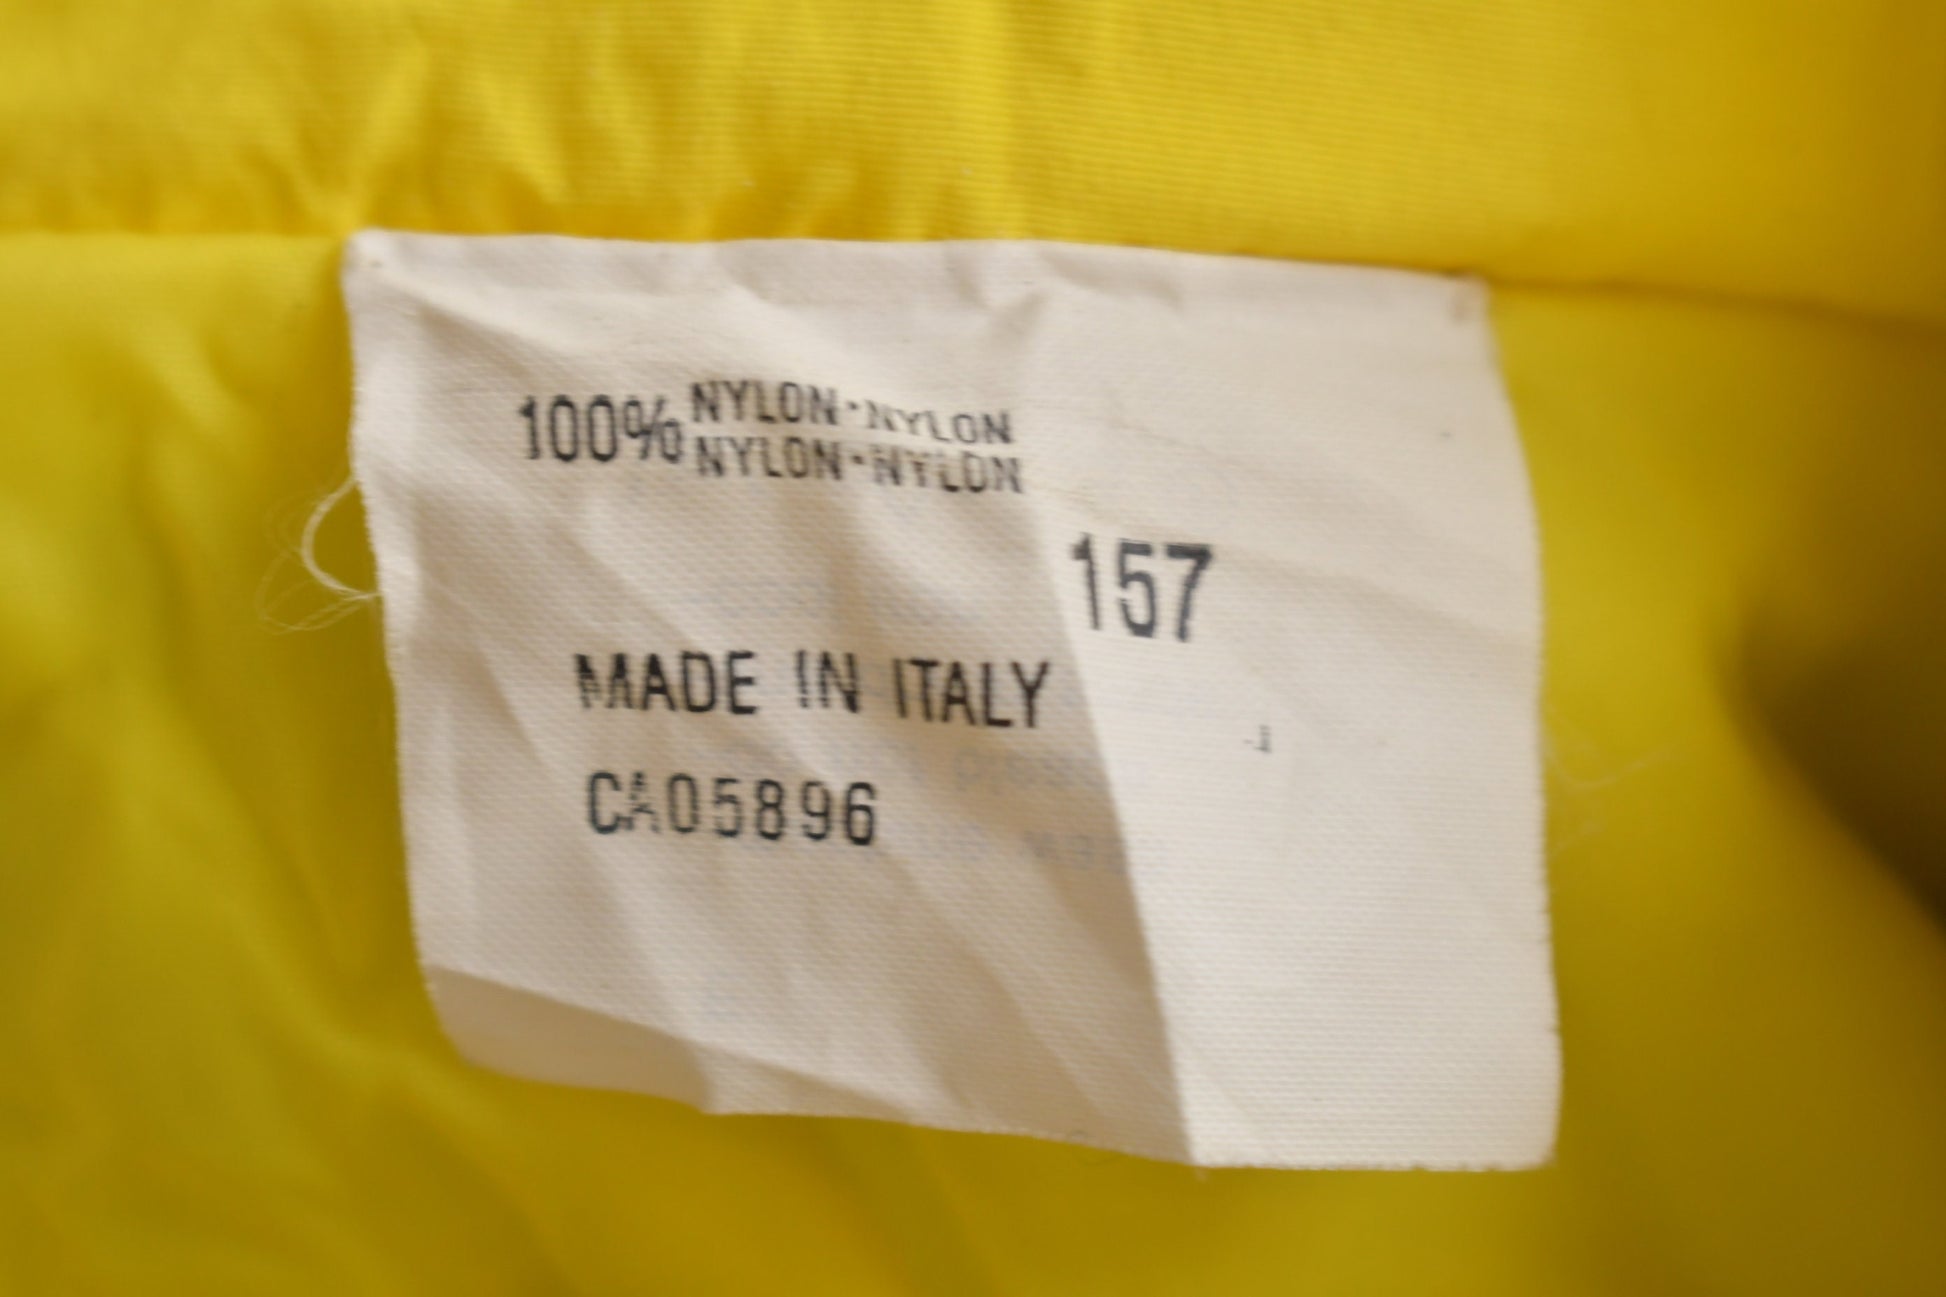 100% NYLON·NYLON
NYLON·NYLON
157
MADE IN ITALY
CA05896